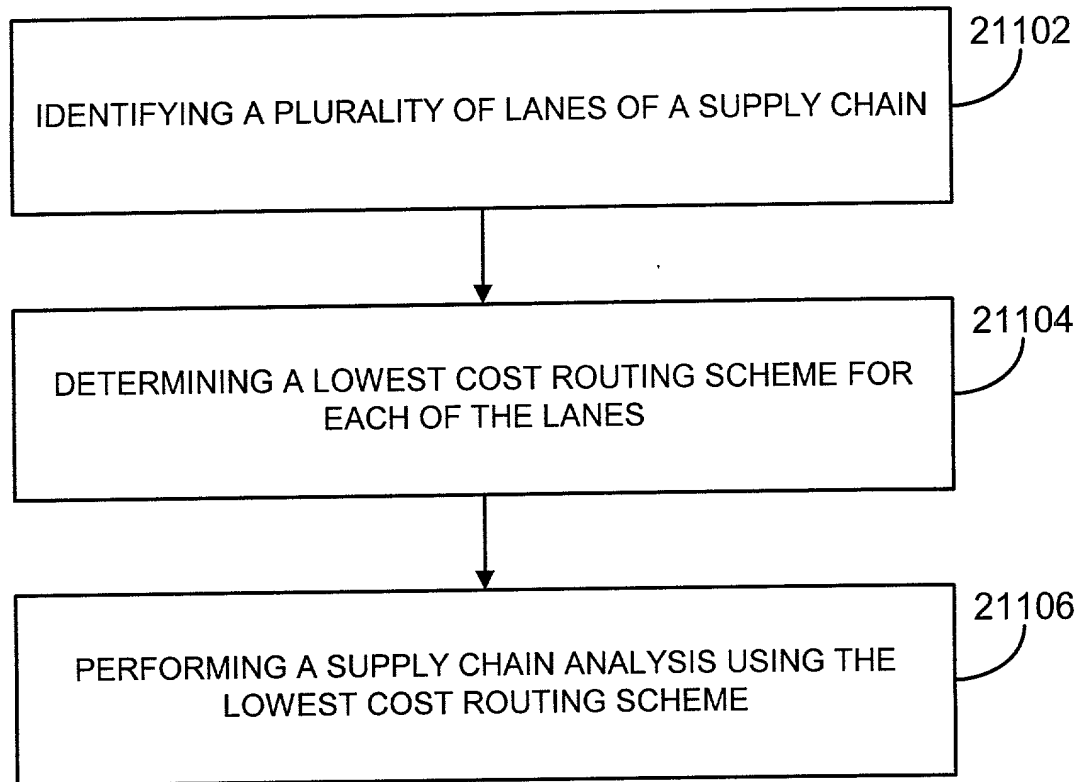 21102
IDENTIFYING A PLURALITY OF LANES OF A SUPPLY CHAIN
21104
DETERMINING A LOWEST COST ROUTING SCHEME FOR
EACH OF THE LANES
21106
PERFORMING A SUPPLY CHAIN ANALYSIS USING THE
LOWEST COST ROUTING SCHEME